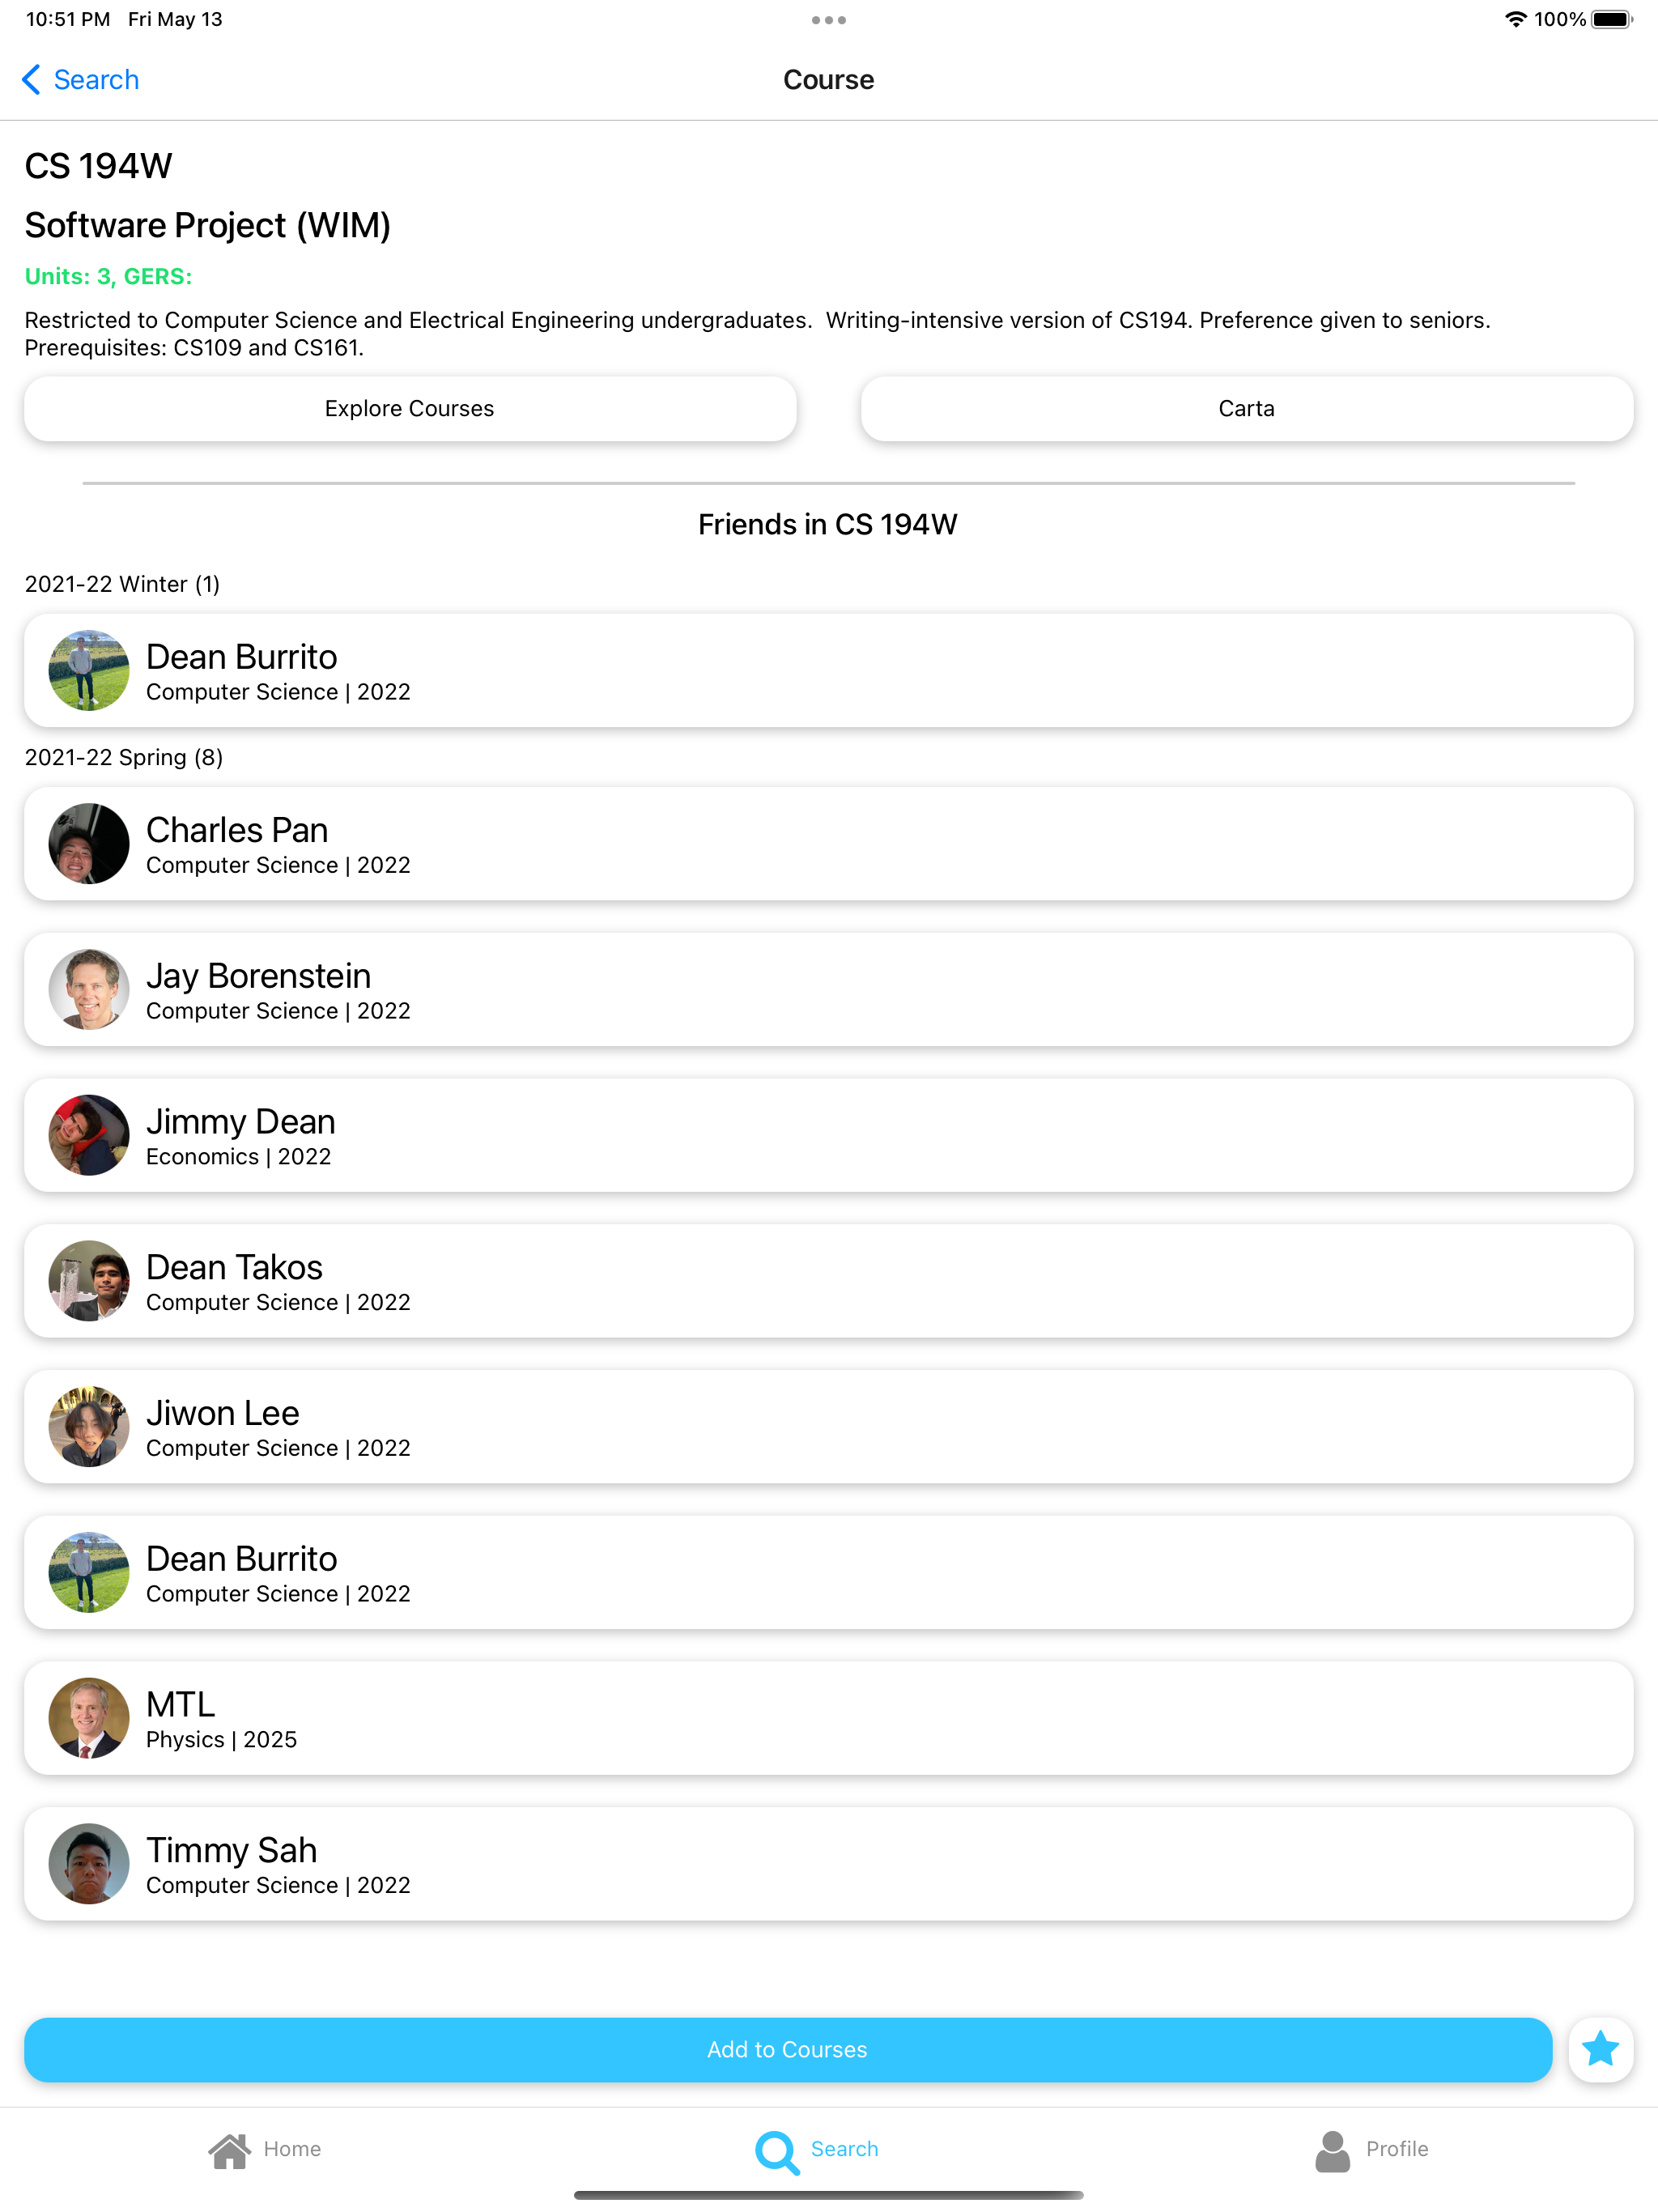 10:51 PM Fri May 13
100%
Search
Course
CS 194W
Software Project (WIM)
Units: 3, GERS:
Restricted to Computer Science and Electrical Engineering undergraduates.  Writing-intensive version of CS194. Preference given to seniors.
Prerequisites: CS109 and CS161.
Explore Courses
Carta
Friends in CS 194W
2021-22 Winter (1)
Dean Burrito
Computer Science | 2022
2021-22 Spring (8)
Charles Pan
Computer Science | 2022
Jay Borenstein
Computer Science | 2022
Jimmy Dean
Economics | 2022
Dean Takos
Computer Science | 2022
Jiwon Lee
Computer Science | 2022
Dean Burrito
Computer Science | 2022
MTL
Physics | 2025
Timmy Sah
Computer Science | 2022
Add to Courses
Home
Search
Profile